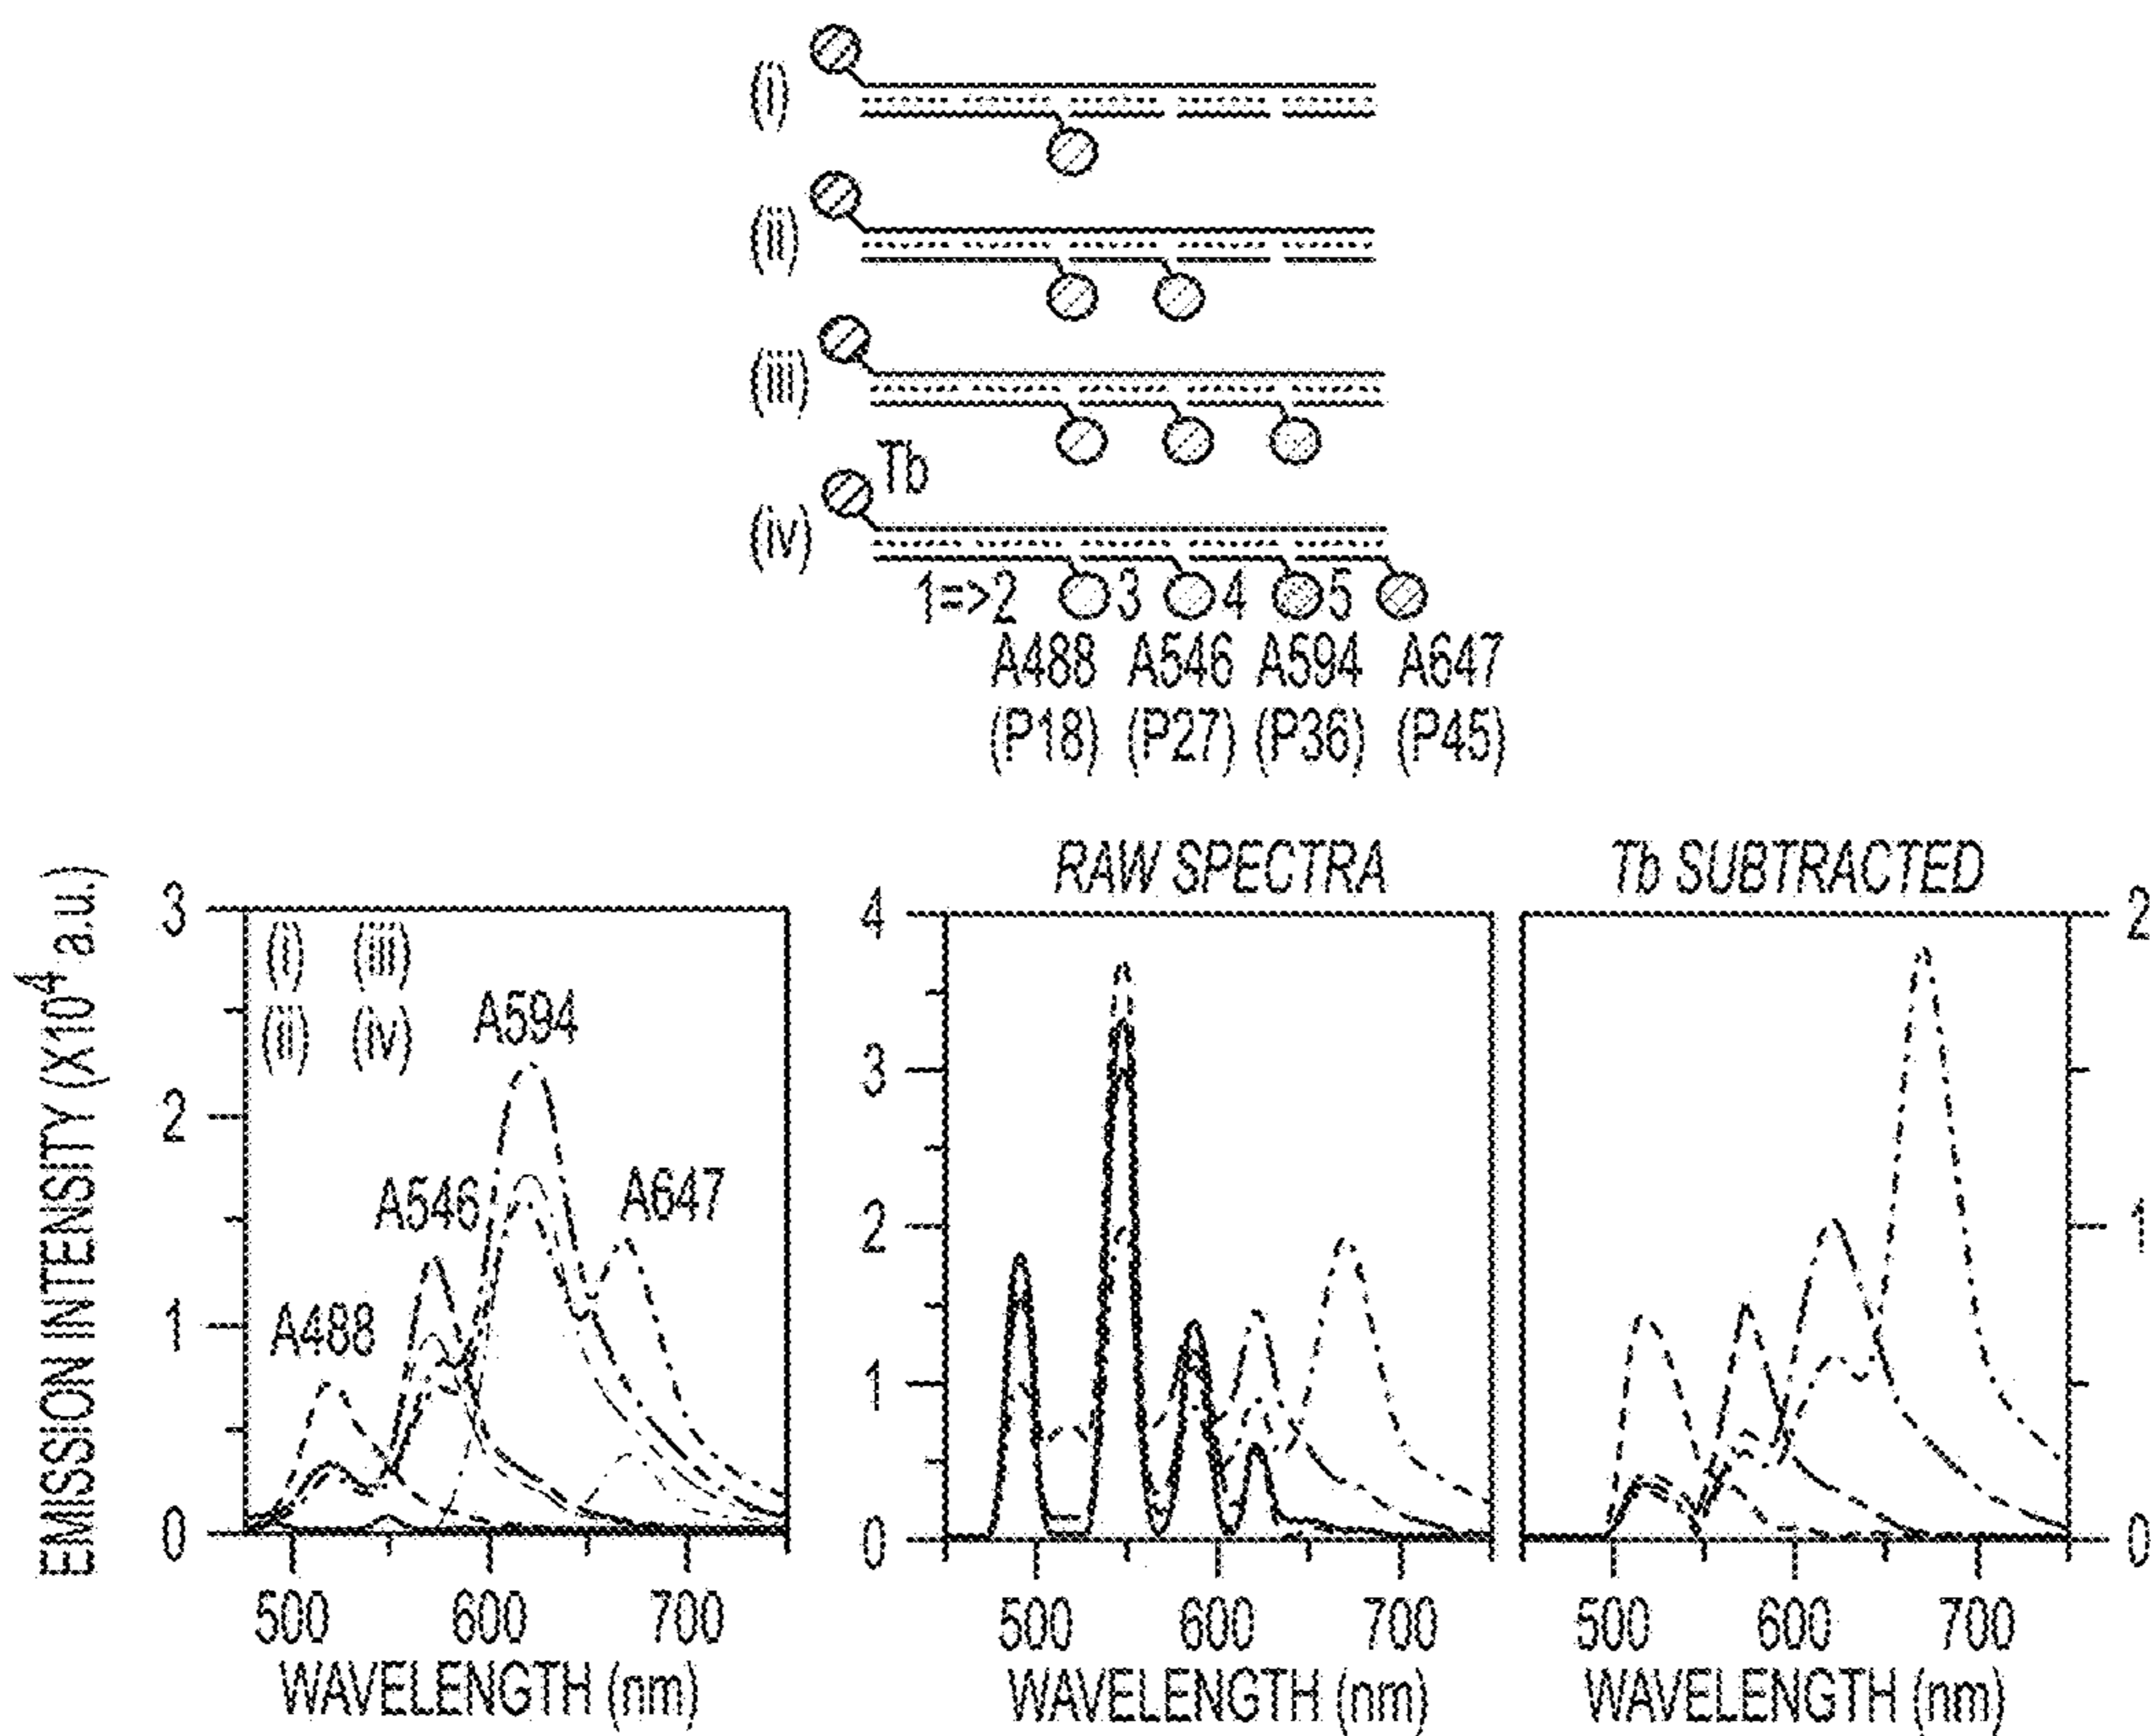 (i)
(ii)
(iii)
Tb
(iv)
1=>2 3 4 5
A488 A546 A594 A647
(P18) (P27) (P36) (P45)
RAW SPECTRA Tb SUBTRACTED
EMISSION INTENSITY (X10⁴ a.u.)
3
2
1
0
(i) (iii)
(ii) (iv)
A594
A546 A647
A488
500 600 700
WAVELENGTH (nm)
4
3
2
1
0
500 600 700
WAVELENGTH (nm)
2
1
0
500 600 700
WAVELENGTH (nm)